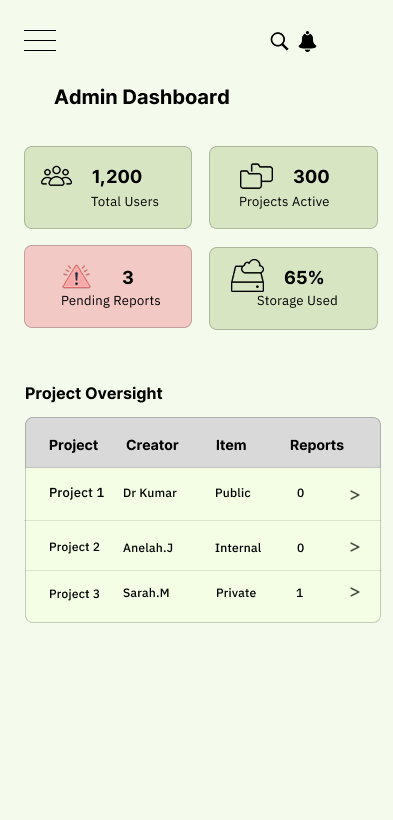 Admin Dashboard
1,200
Total Users
300
Projects Active
3
Pending Reports
65%
Storage Used
Project Oversight
Project Creator Item Reports
Project 1 Dr Kumar Public 0 >
Project 2 Anelah.J Internal 0 >
Project 3 Sarah.M Private 1 >